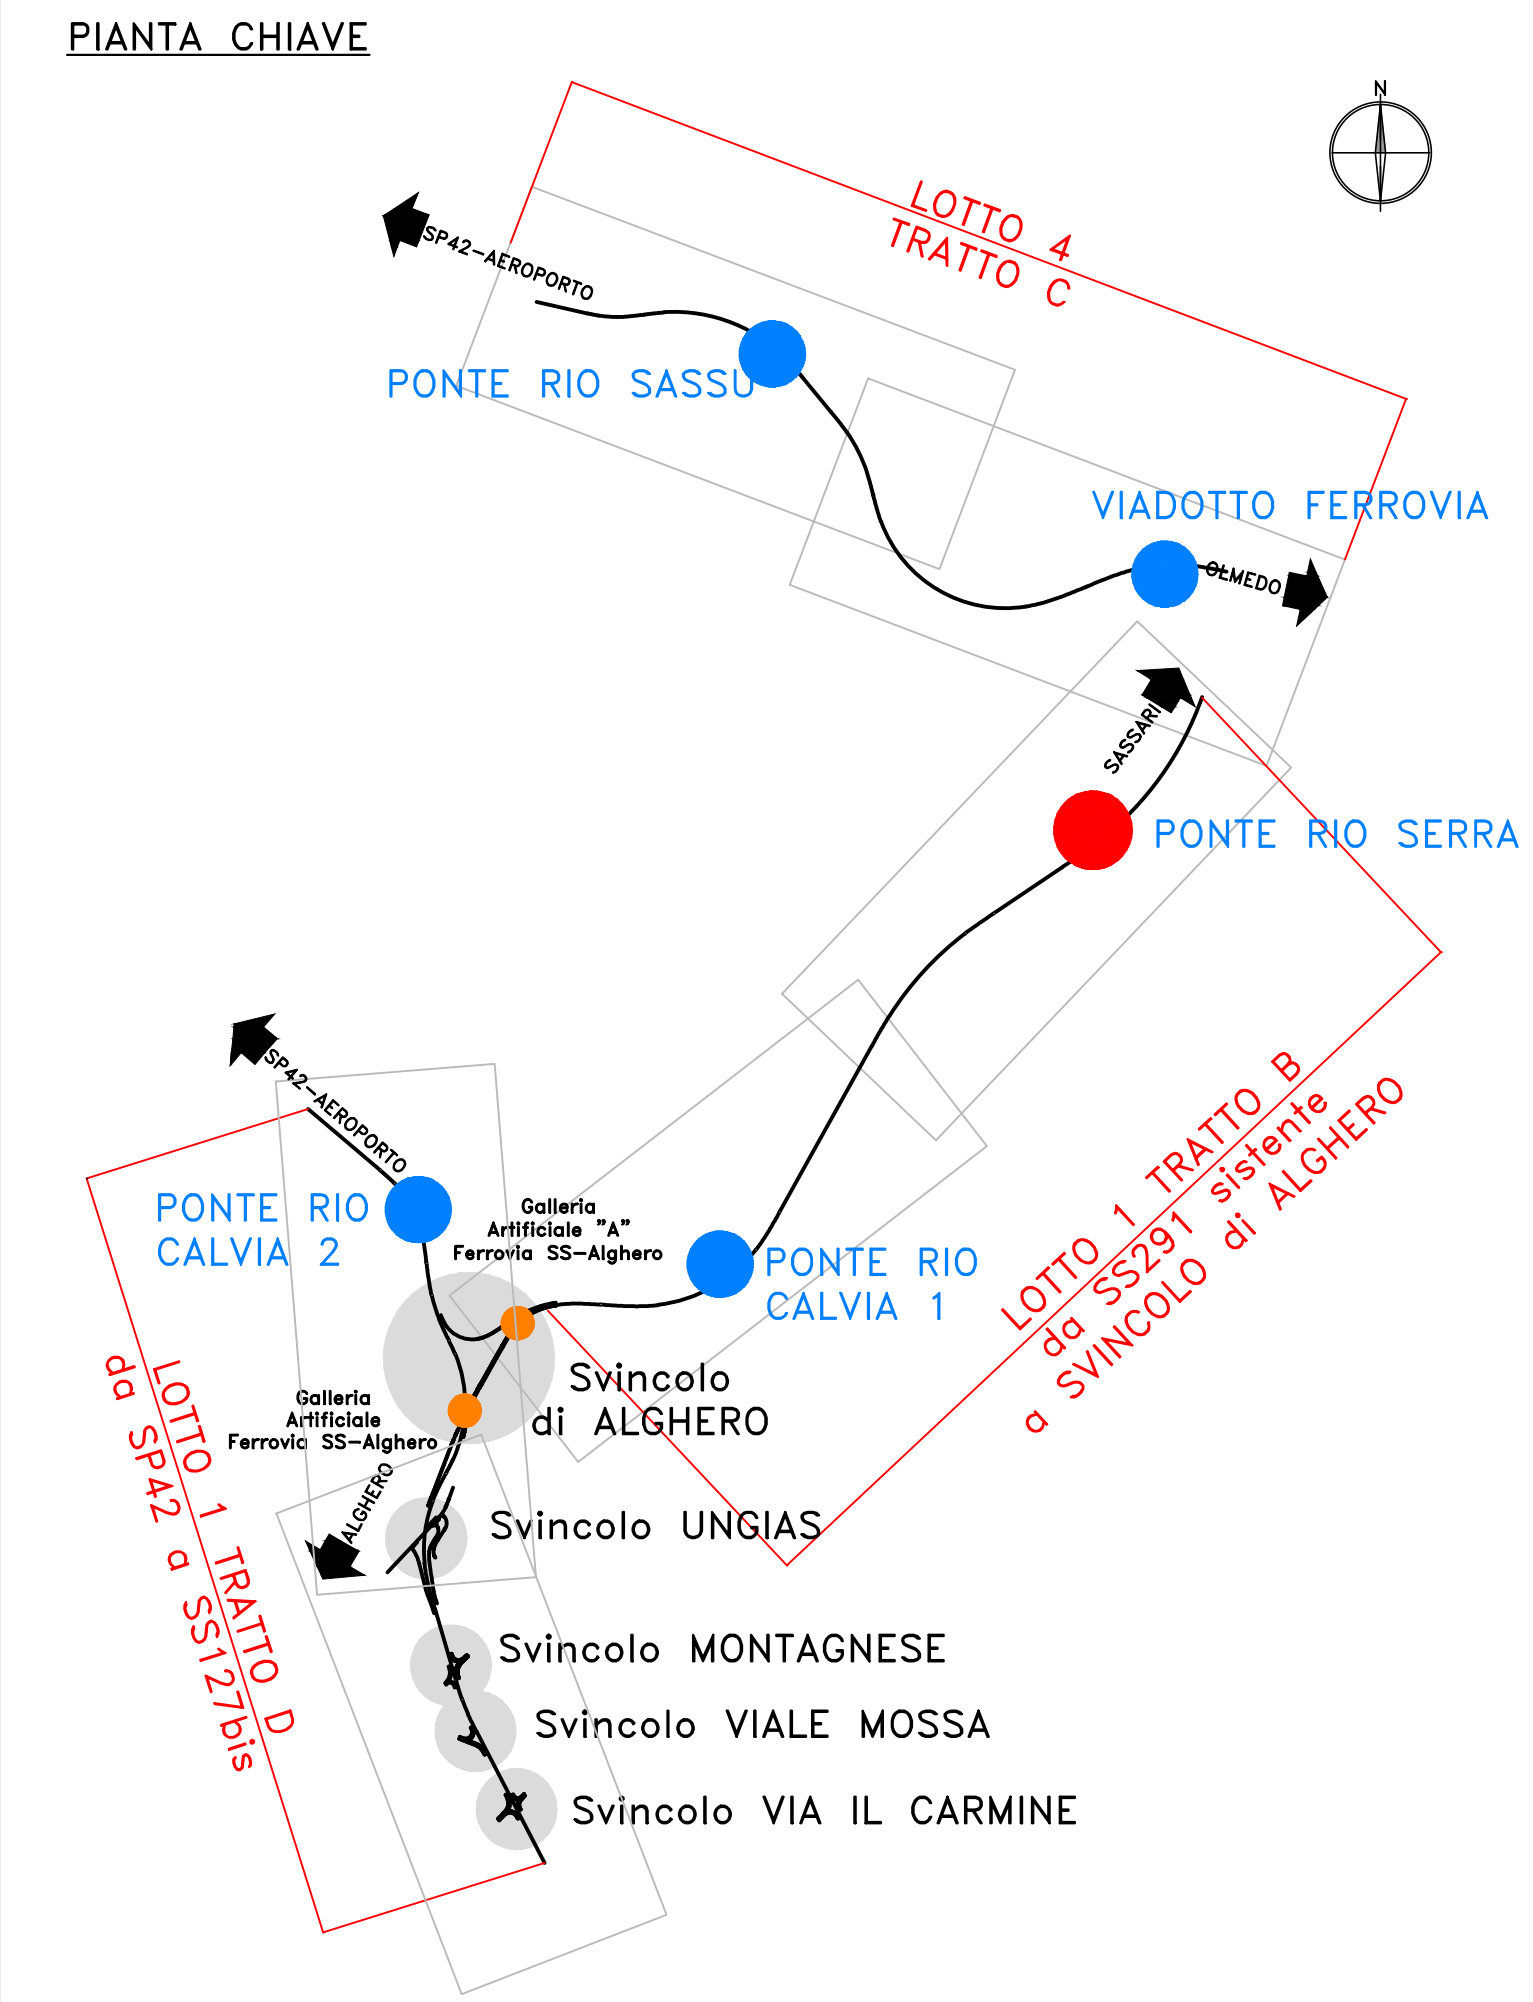 PIANTA CHIAVE
N
LOTTO 4
TRATTO C
SP42-AEROPORTO
PONTE RIO SASSU
VIADOTTO FERROVIA
OLMEDO
SASSARI
PONTE RIO SERRA
SP42-AEROPORTO
PONTE RIO
CALVIA 2
Galleria
Artificiale "A"
Ferrovia SS-Alghero
PONTE RIO
CALVIA 1
LOTTO 1 TRATTO B
da SS291 sistente
a SVINCOLO di ALGHERO
Svincolo
di ALGHERO
Galleria
Artificiale
Ferrovia SS-Alghero
ALGHERO
LOTTO 1 TRATTO D
da SP42 a SS127bis
Svincolo UNGIAS
Svincolo MONTAGNESE
Svincolo VIALE MOSSA
Svincolo VIA IL CARMINE